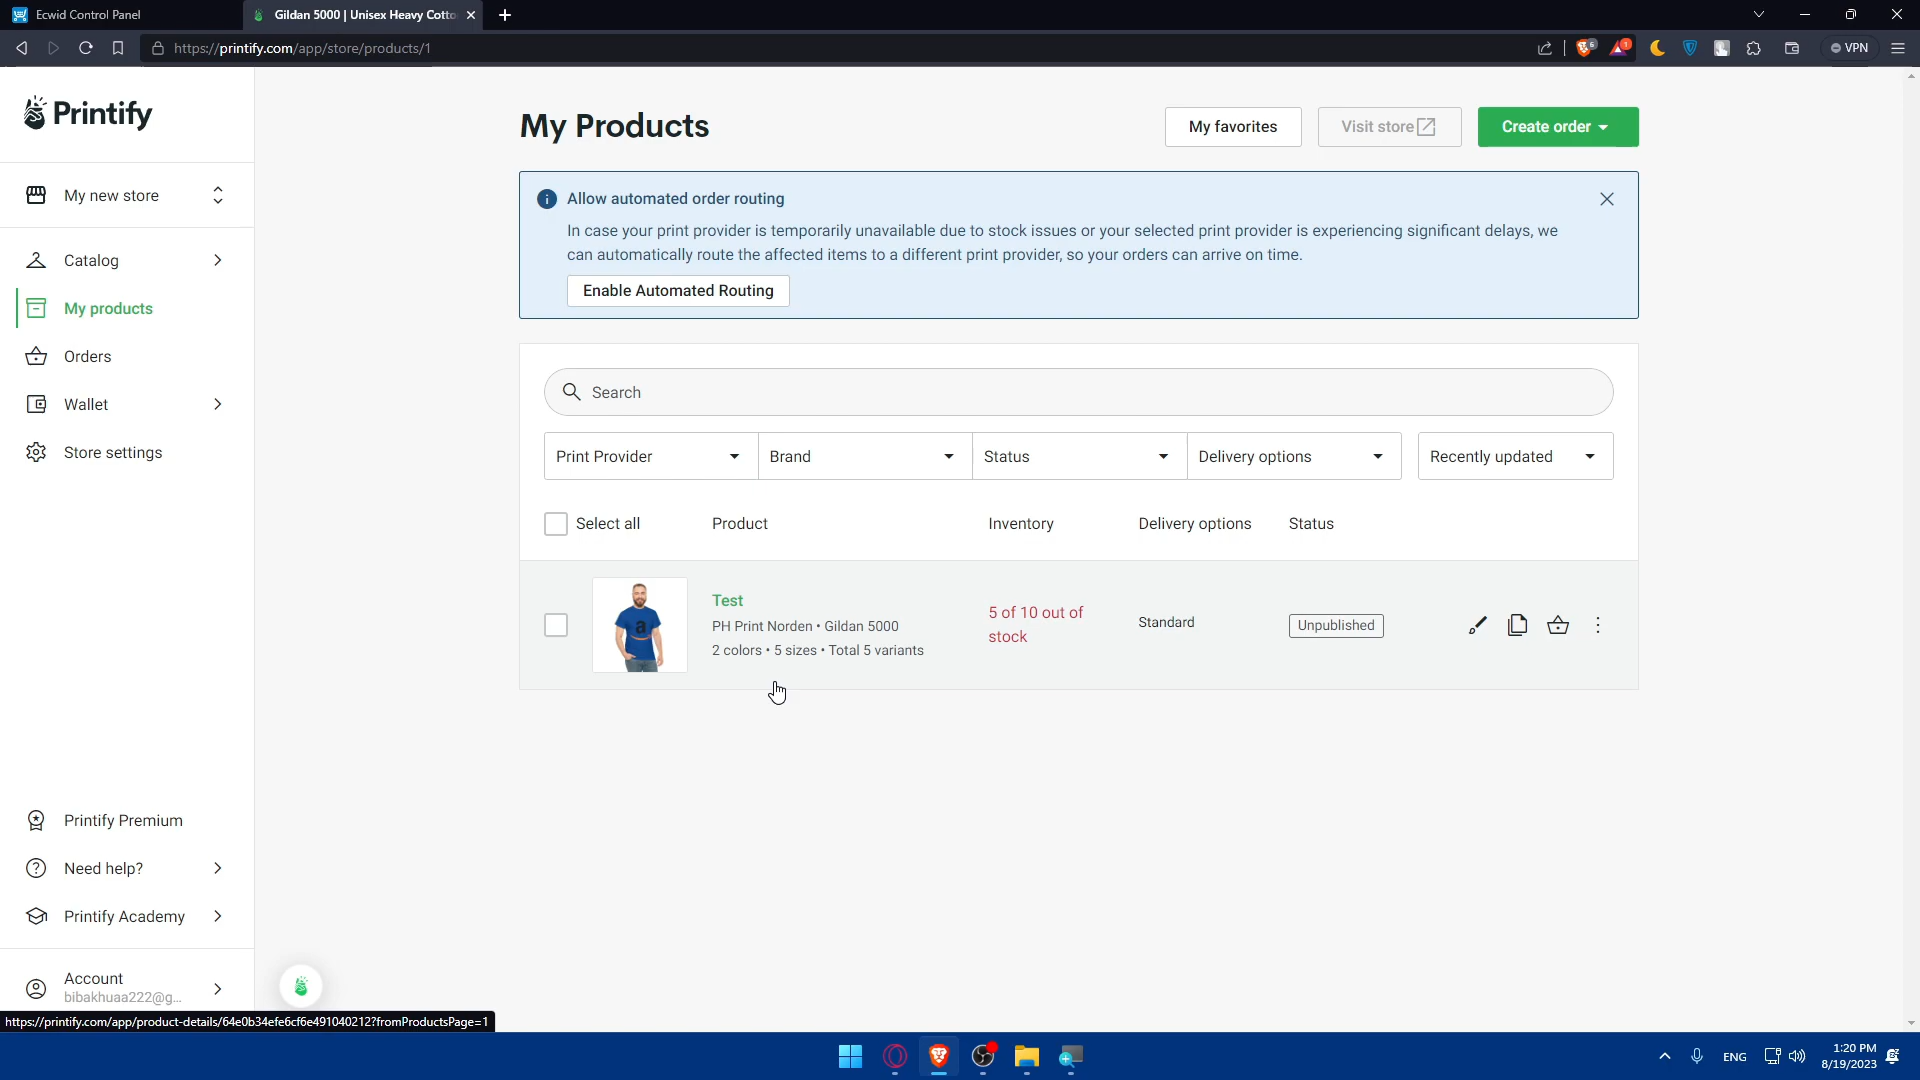 Ecwid Control Panel
Gildan 5000 | Unisex Heavy Cotto
https://printify.com/app/store/products/1
6
1
VPN
Printify
My new store
Catalog
My products
Orders
Wallet
Store settings
Printify Premium
Need help?
Printify Academy
Account
bibakhuaa222@g...
My Products
My favorites
Visit store
Create order
Allow automated order routing
In case your print provider is temporarily unavailable due to stock issues or your selected print provider is experiencing significant delays, we
can automatically route the affected items to a different print provider, so your orders can arrive on time.
Enable Automated Routing
Search
Print Provider
Brand
Status
Delivery options
Recently updated
Select all
Product
Inventory
Delivery options
Status
a
Test
PH Print Norden • Gildan 5000
2 colors • 5 sizes • Total 5 variants
5 of 10 out of
stock
Standard
Unpublished
https://printify.com/app/product-details/64e0b34efe6cf6e491040212?fromProductsPage=1
ENG
1:20 PM
8/19/2023